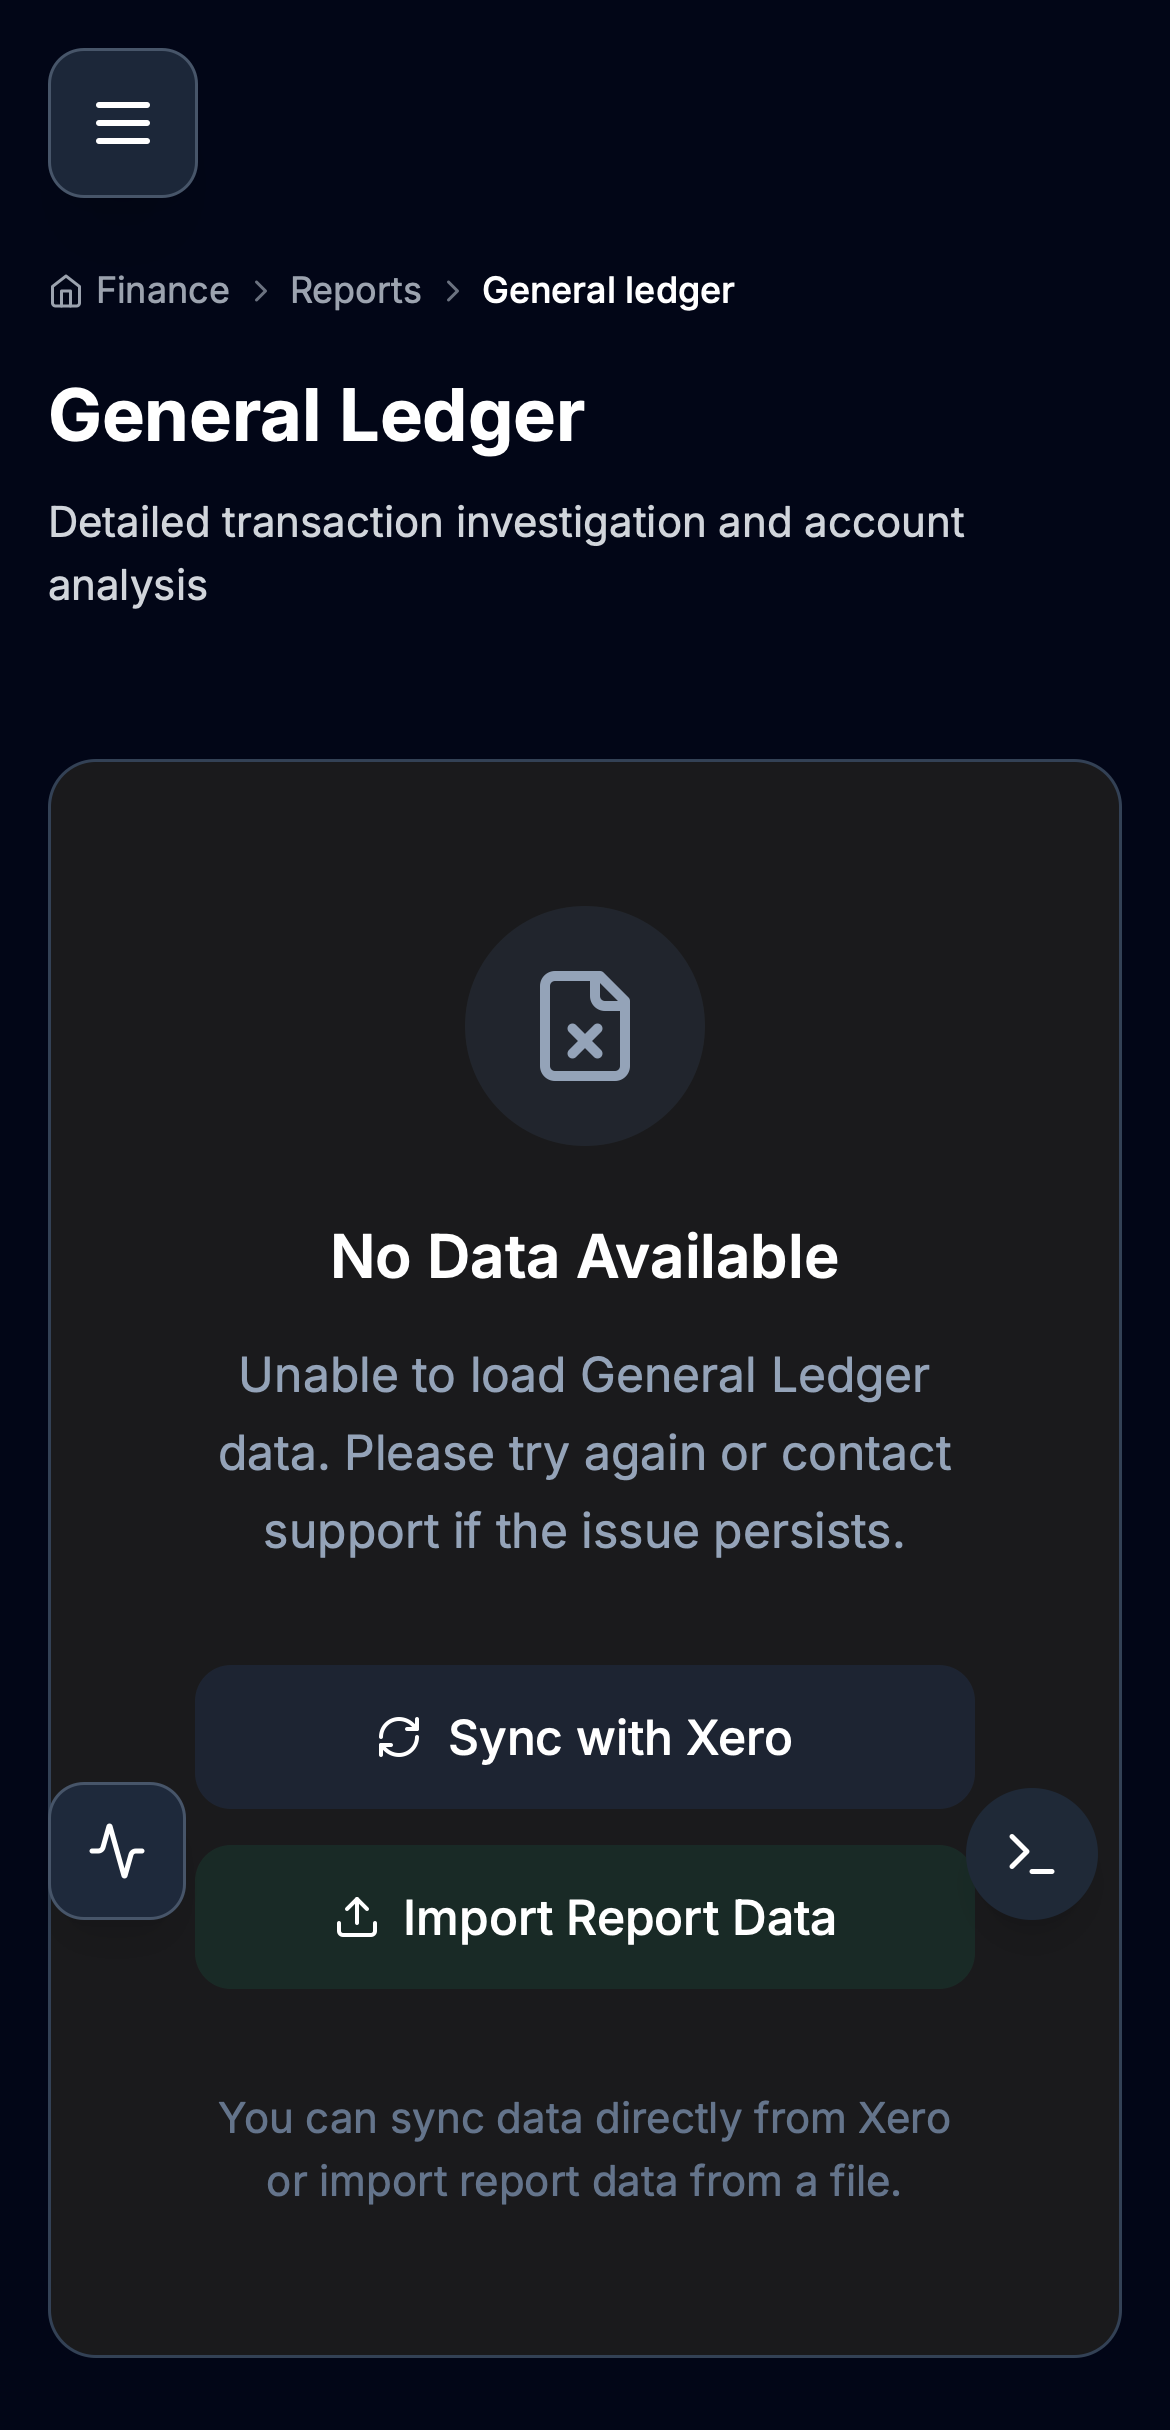 Finance > Reports > General ledger
General Ledger
Detailed transaction investigation and account
analysis
No Data Available
Unable to load General Ledger
data. Please try again or contact
support if the issue persists.
Sync with Xero
Import Report Data
You can sync data directly from Xero
or import report data from a file.